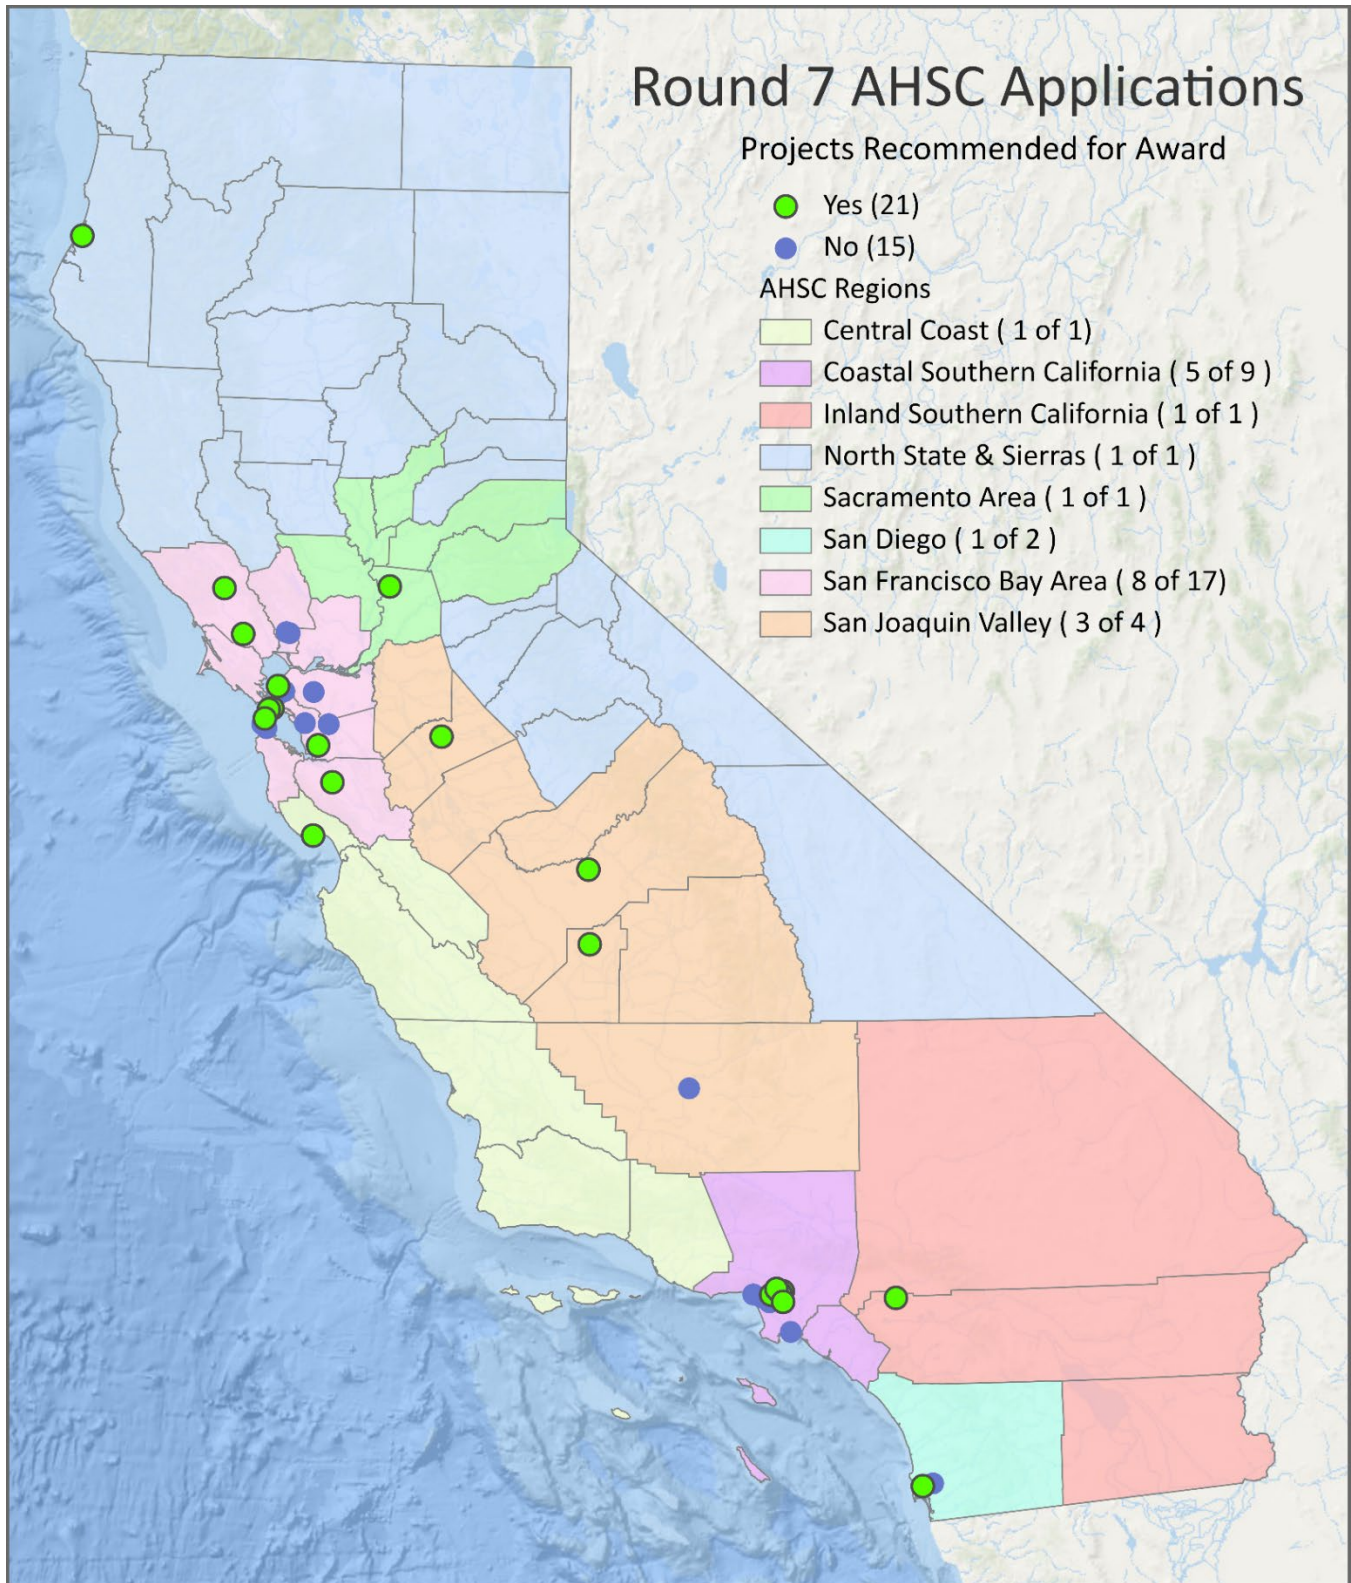 Round 7 AHSC Applications
Projects Recommended for Award
Yes (21)
No (15)
AHSC Regions
Central Coast ( 1 of 1)
Coastal Southern California ( 5 of 9 )
Inland Southern California ( 1 of 1 )
North State & Sierras ( 1 of 1 )
Sacramento Area ( 1 of 1 )
San Diego ( 1 of 2 )
San Francisco Bay Area ( 8 of 17)
San Joaquin Valley ( 3 of 4 )